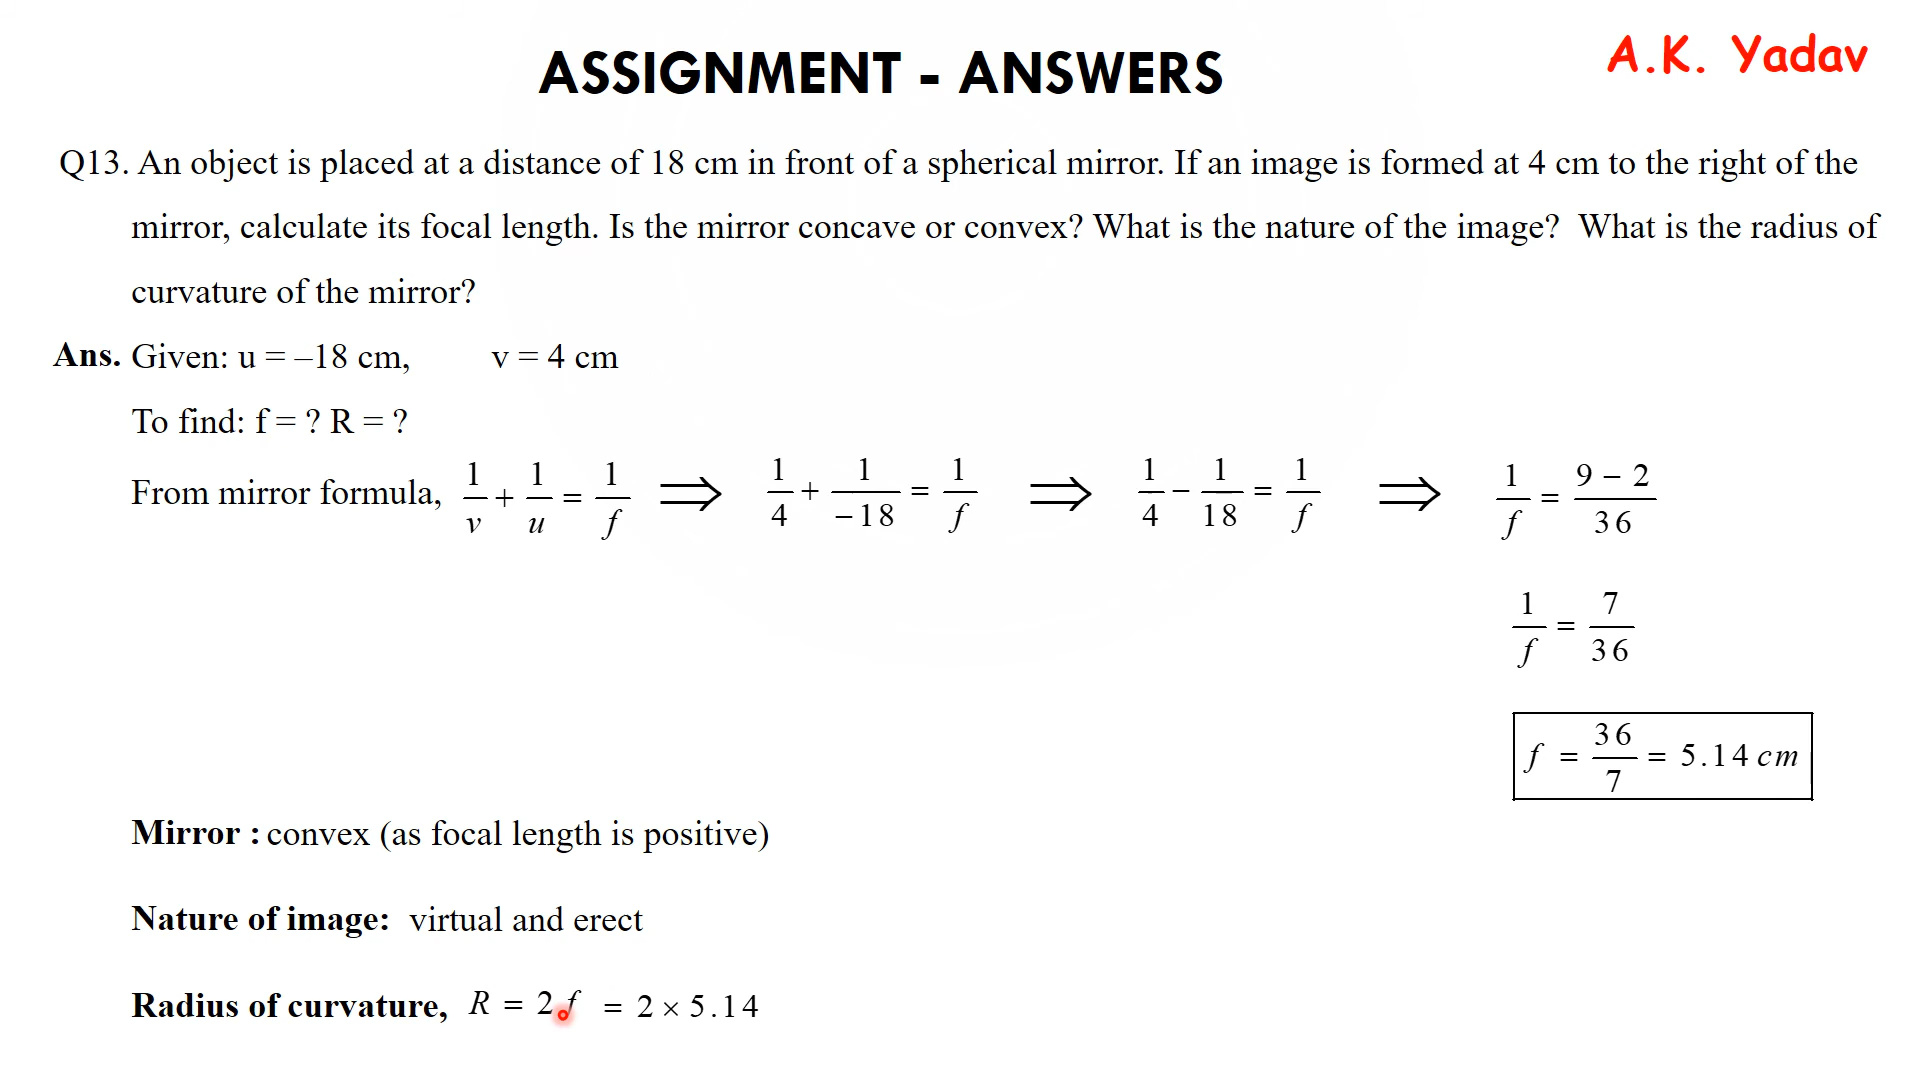 ASSIGNMENT - ANSWERS
A.K. Yadav
Q13. An object is placed at a distance of 18 cm in front of a spherical mirror. If an image is formed at 4 cm to the right of the
mirror, calculate its focal length. Is the mirror concave or convex? What is the nature of the image? What is the radius of
curvature of the mirror?
Ans. Given: u = –18 cm, v = 4 cm
To find: f = ? R = ?
From mirror formula, 1/v + 1/u = 1/f ⟹ 1/4 + 1/−18 = 1/f ⟹ 1/4 − 1/18 = 1/f ⟹ 1/f = 9 − 2/36
1/f = 7/36
f = 36/7 = 5.14 cm
Mirror : convex (as focal length is positive)
Nature of image: virtual and erect
Radius of curvature, R = 2f = 2 × 5.14